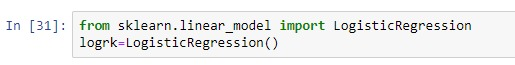 In [31]: from sklearn.linear_model import LogisticRegression
logrk=LogisticRegression()